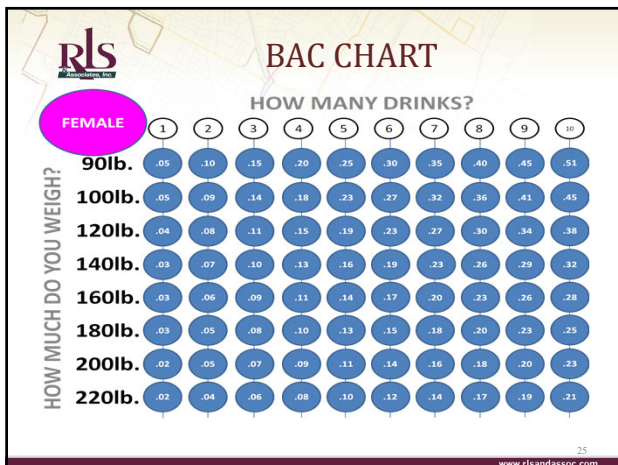 RLS
& Associates, Inc.
BAC CHART
HOW MANY DRINKS?
FEMALE
1 2 3 4 5 6 7 8 9 10
HOW MUCH DO YOU WEIGH?
90lb. .05 .10 .15 .20 .25 .30 .35 .40 .45 .51
100lb. .05 .09 .14 .18 .23 .27 .32 .36 .41 .45
120lb. .04 .08 .11 .15 .19 .23 .27 .30 .34 .38
140lb. .03 .07 .10 .13 .16 .19 .23 .26 .29 .32
160lb. .03 .06 .09 .11 .14 .17 .20 .23 .26 .28
180lb. .03 .05 .08 .10 .13 .15 .18 .20 .23 .25
200lb. .02 .05 .07 .09 .11 .14 .16 .18 .20 .23
220lb. .02 .04 .06 .08 .10 .12 .14 .17 .19 .21
25
www.rlsandassoc.com